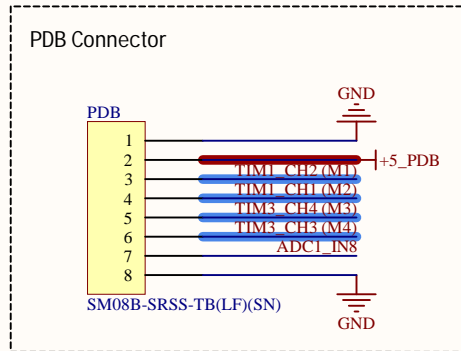 PDB Connector
GND
PDB
1
2
+5_PDB
TIM1_CH2 (M1)
3
TIM1_CH1 (M2)
4
TIM3_CH4 (M3)
5
TIM3_CH3 (M4)
6
ADC1_IN8
7
8
SM08B-SRSS-TB(LF)(SN)
GND